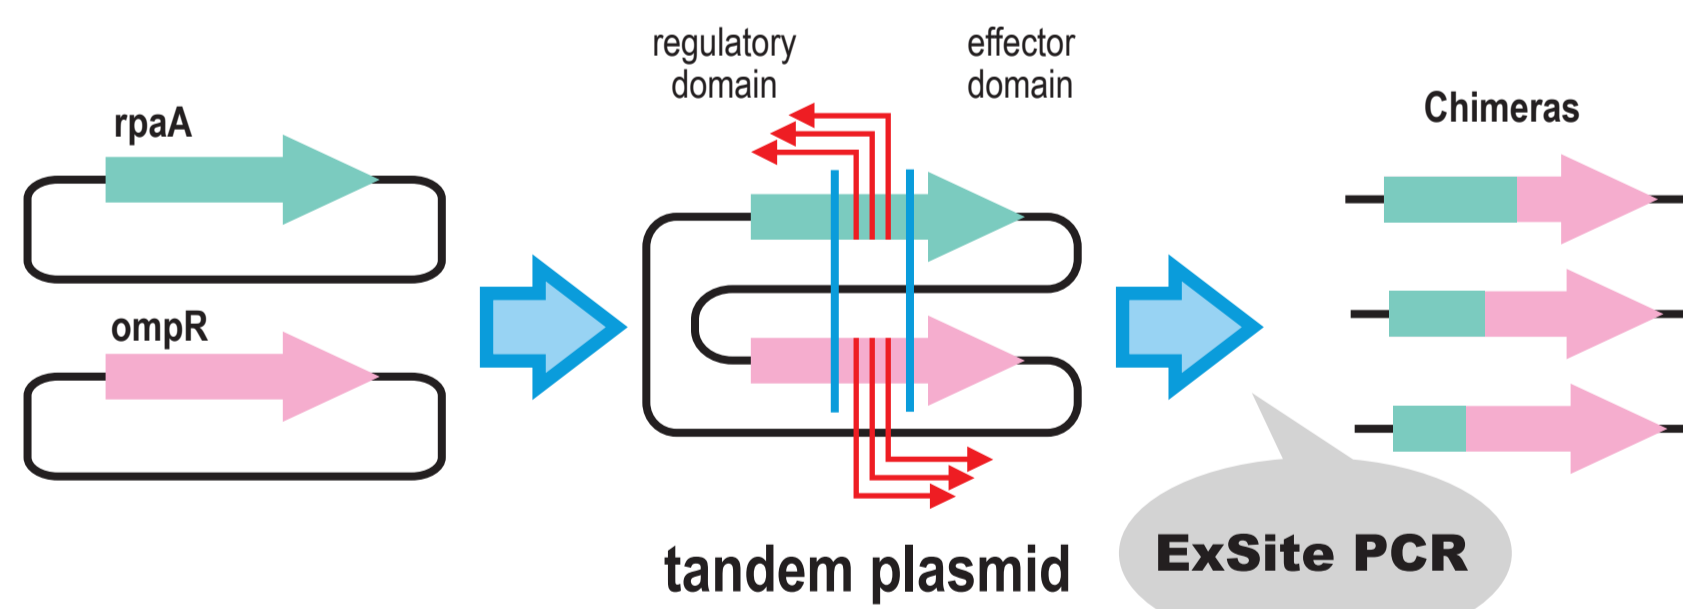 rpaA
ompR
regulatory
domain
effector
domain
tandem plasmid
Chimeras
ExSite PCR